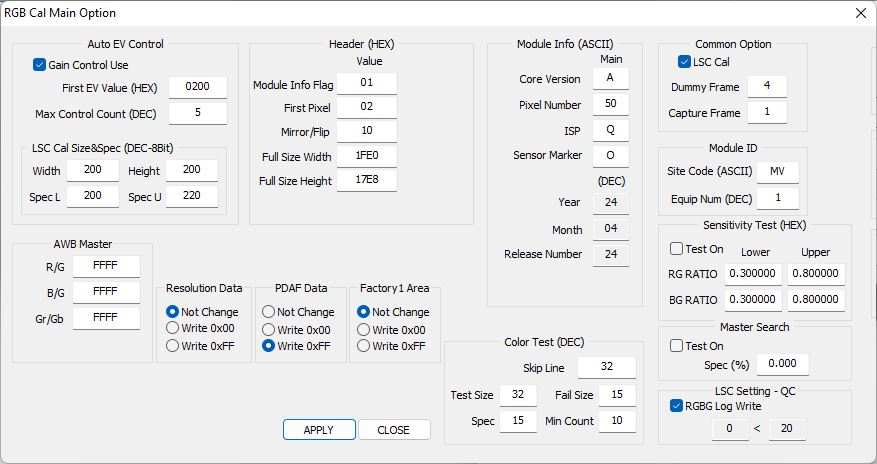 RGB Cal Main Option
Auto EV Control
Gain Control Use
First EV Value (HEX) 0200
Max Control Count (DEC) 5
LSC Cal Size&Spec (DEC-8Bit)
Width 200 Height 200
Spec L 200 Spec U 220
Header (HEX)
Value
Module Info Flag 01
First Pixel 02
Mirror/Flip 10
Full Size Width 1FE0
Full Size Height 17E8
Module Info (ASCII)
Main
Core Version A
Pixel Number 50
ISP Q
Sensor Marker O
(DEC)
Year 24
Month 04
Release Number 24
Common Option
LSC Cal
Dummy Frame 4
Capture Frame 1
Module ID
Site Code (ASCII) MV
Equip Num (DEC) 1
Sensitivity Test (HEX)
Test On Lower Upper
RG RATIO 0.300000 0.800000
BG RATIO 0.300000 0.800000
AWB Master
R/G FFFF
B/G FFFF
Gr/Gb FFFF
Resolution Data
Not Change
Write 0x00
Write 0xFF
PDAF Data
Not Change
Write 0x00
Write 0xFF
Factory1 Area
Not Change
Write 0x00
Write 0xFF
Color Test (DEC)
Skip Line 32
Test Size 32 Fail Size 15
Spec 15 Min Count 10
Master Search
Test On
Spec (%) 0.000
LSC Setting - QC
RGBG Log Write
0 < 20
APPLY CLOSE